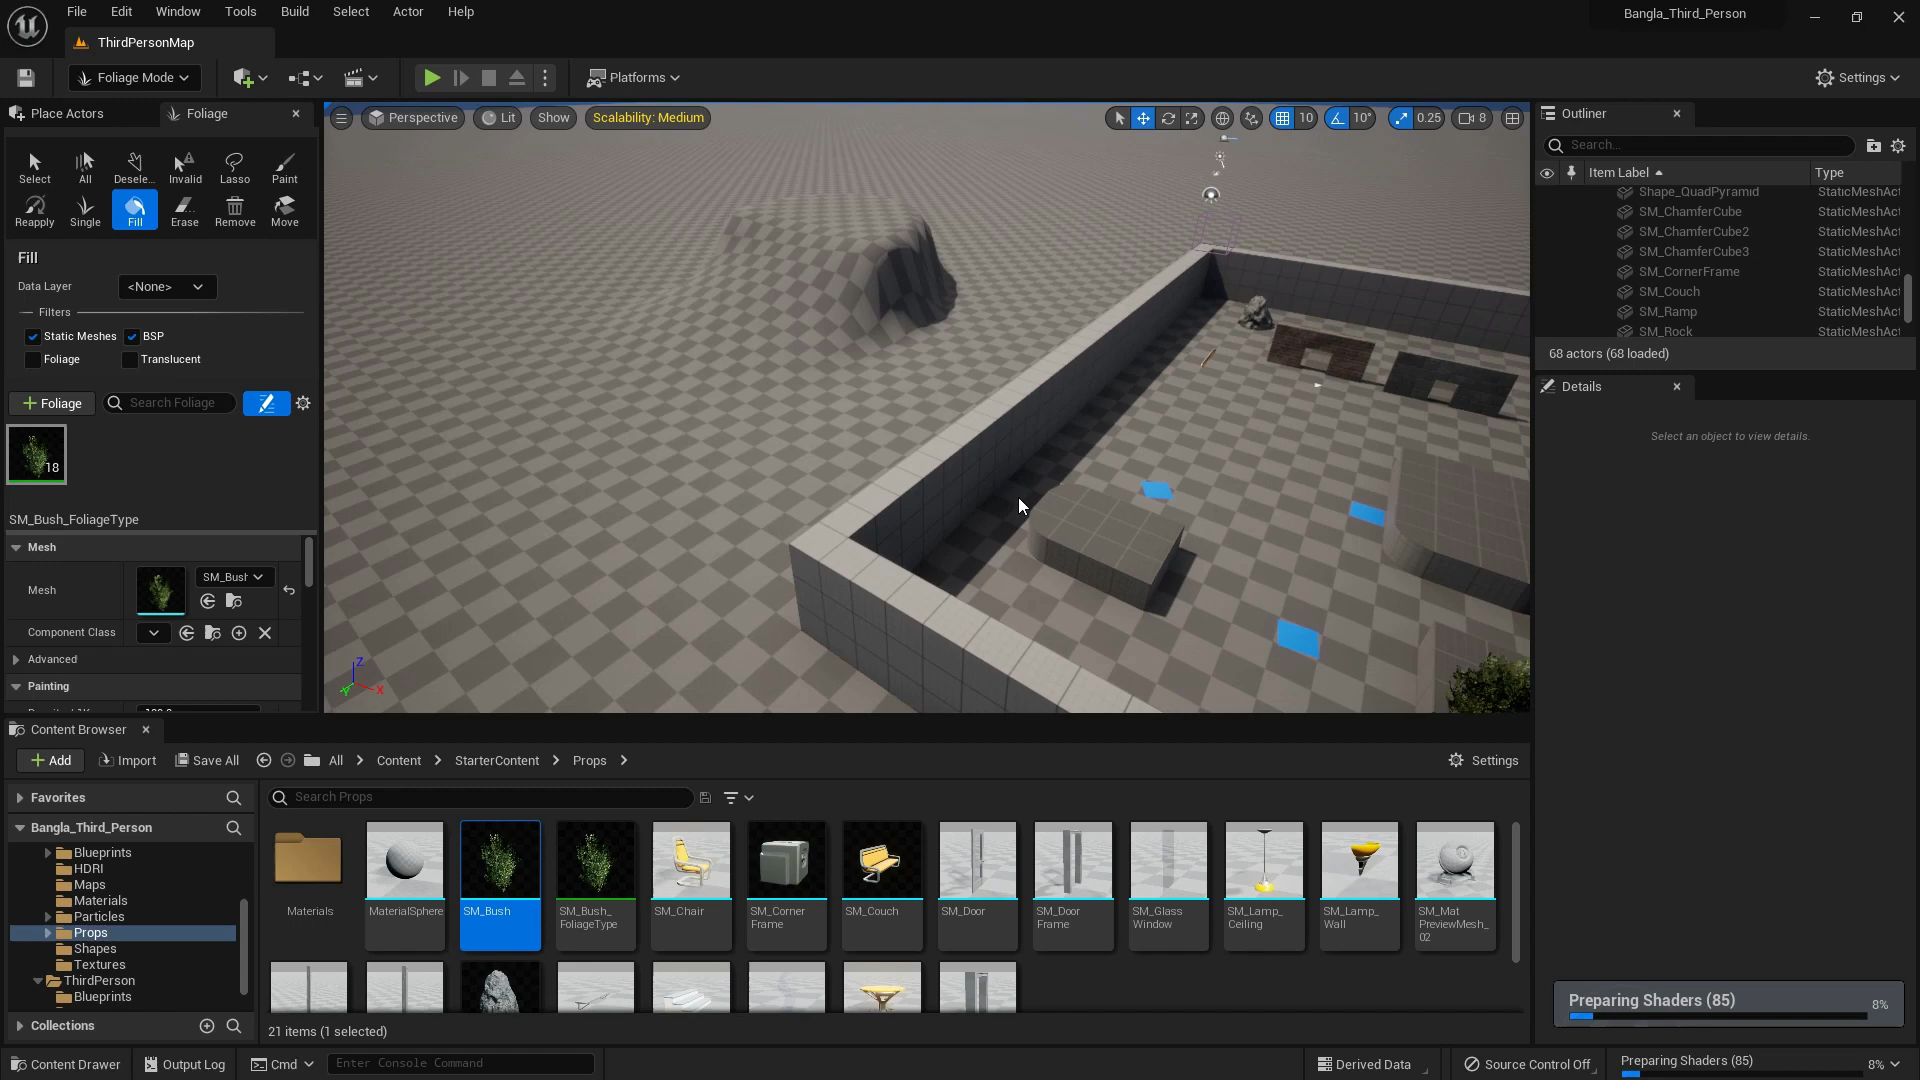 File Edit Window Tools Build Select Actor Help
Bangla_Third_Person
ThirdPersonMap
Foliage Mode
Platforms
Settings
Place Actors
Foliage
Perspective
Lit
Show
Scalability: Medium
10
10°
0.25
8
Outliner
Search...
Item Label
Type
Select All Desele... Invalid Lasso Paint
Reapply Single Fill Erase Remove Move
Shape_QuadPyramid StaticMeshAct
SM_ChamferCube StaticMeshAct
SM_ChamferCube2 StaticMeshAct
SM_ChamferCube3 StaticMeshAct
SM_CornerFrame StaticMeshAct
SM_Couch StaticMeshAct
SM_Ramp StaticMeshAct
SM_Rock StaticMeshAct
68 actors (68 loaded)
Details
Select an object to view details.
Fill
Data Layer <None>
Filters
Static Meshes BSP
Foliage Translucent
+ Foliage
Search Foliage
18
SM_Bush_FoliageType
Mesh
Mesh
SM_Bush
Component Class
Advanced
Painting
Z
Y X
Content Browser
+ Add
Import
Save All
All > Content > StarterContent > Props >
Settings
Favorites
Search Props
Bangla_Third_Person
Blueprints
HDRI
Maps
Materials
Particles
Props
Shapes
Textures
ThirdPerson
Blueprints
Collections
Materials
MaterialSphere
SM_Bush
SM_Bush_
FoliageType
SM_Chair
SM_Corner
Frame
SM_Couch
SM_Door
SM_Door
Frame
SM_Glass
Window
SM_Lamp_
Ceiling
SM_Lamp_
Wall
SM_Mat
PreviewMesh_
02
21 items (1 selected)
Preparing Shaders (85)
8%
Content Drawer
Output Log
Cmd
Enter Console Command
Derived Data
Source Control Off
Preparing Shaders (85)
8%